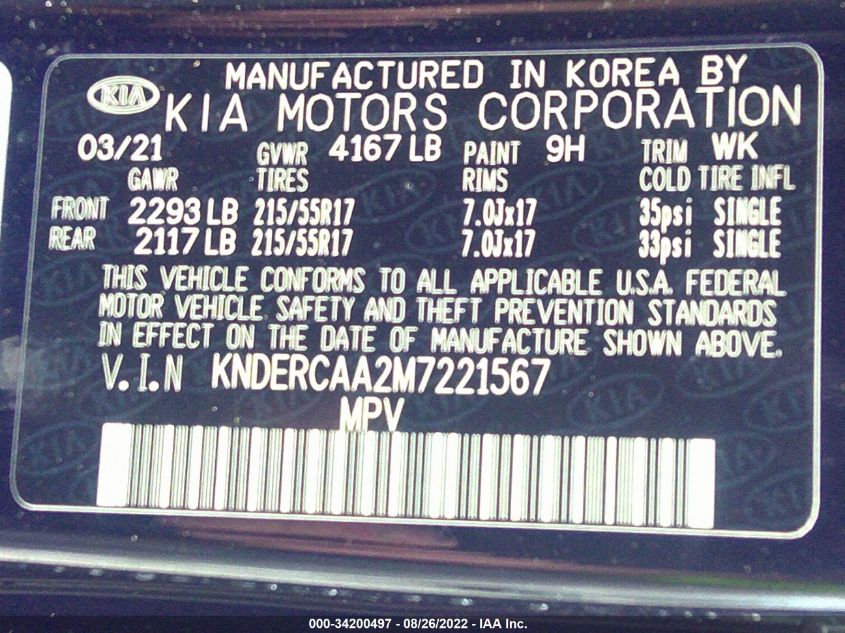 MANUFACTURED IN KOREA BY
KIA KIA MOTORS CORPORATION
03/21 GVWR 4167 LB PAINT 9H TRIM WK
GAWR TIRES RIMS COLD TIRE INFL
FRONT 2293 LB 215/55R17 7.0Jx17 35psi SINGLE
REAR 2117 LB 215/55R17 7.0Jx17 33psi SINGLE
THIS VEHICLE CONFORMS TO ALL APPLICABLE U.S.A. FEDERAL
MOTOR VEHICLE SAFETY AND THEFT PREVENTION STANDARDS
IN EFFECT ON THE DATE OF MANUFACTURE SHOWN ABOVE.
V.I.N KNDERCAA2M7221567
MPV
000-34200497 - 08/26/2022 - IAA Inc.